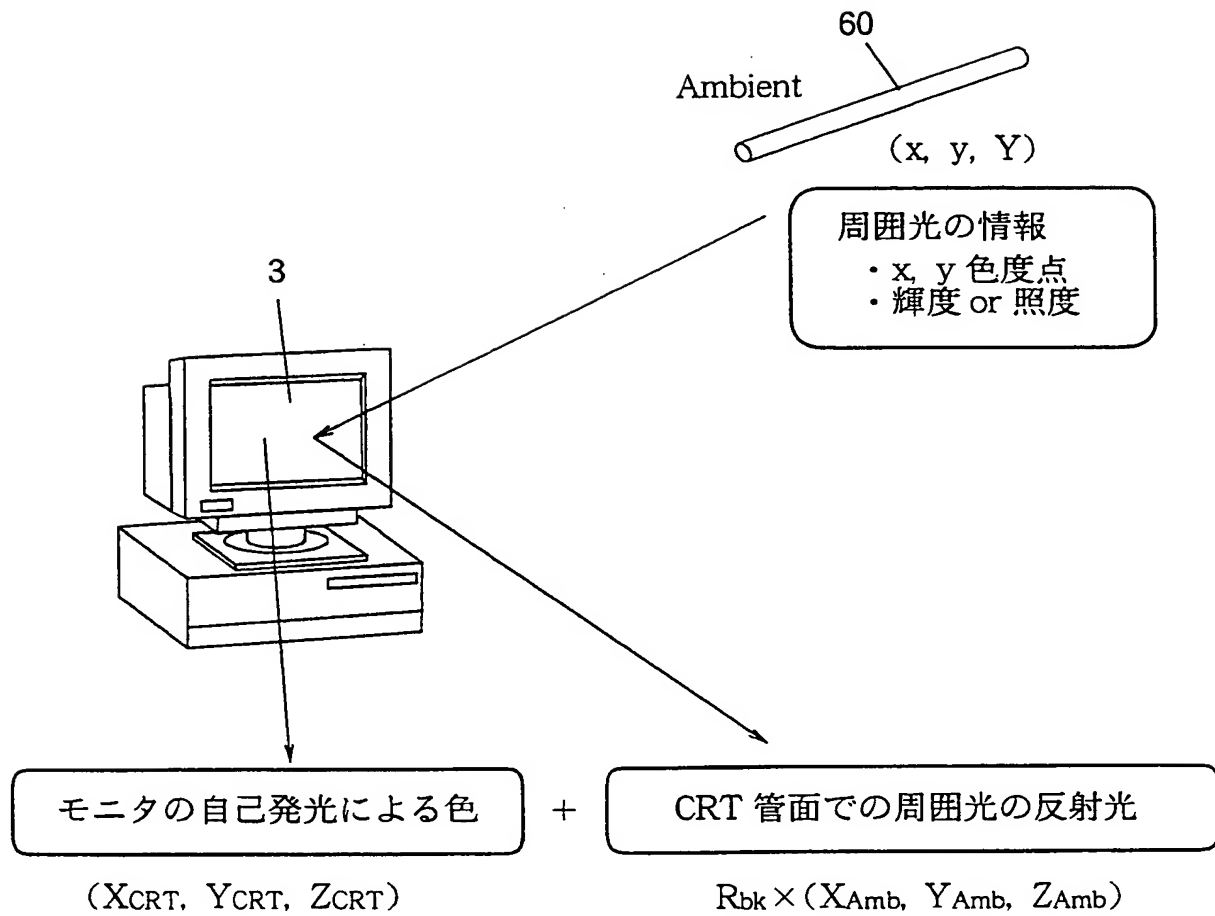 60
Ambient
(x, y, Y)
周囲光の情報
・x, y 色度点
・輝度 or 照度
3
モニタの自己発光による色 + CRT 管面での周囲光の反射光
(XCRT, YCRT, ZCRT) Rbk×(XAmb, YAmb, ZAmb)